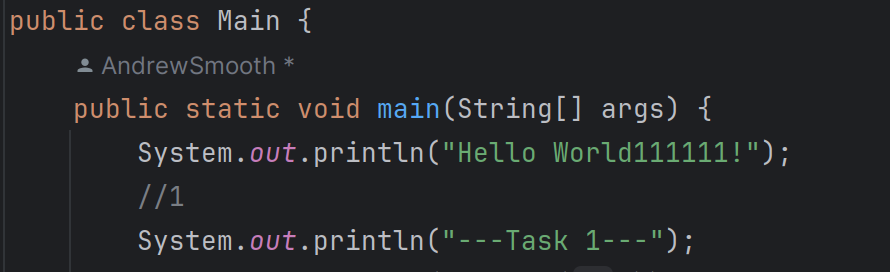 public class Main {
AndrewSmooth *
public static void main(String[] args) {
System.out.println("Hello World111111!");
//1
System.out.println("---Task 1---");